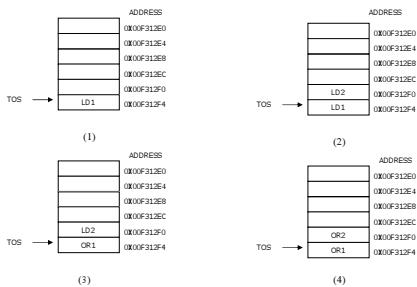 ADDRESS
0X00F312E0
0X00F312E4
0X00F312E8
0X00F312EC
0X00F312F0
TOS LD1 0X00F312F4
(1)
ADDRESS
0X00F312E0
0X00F312E4
0X00F312E8
0X00F312EC
LD2 0X00F312F0
TOS LD1 0X00F312F4
(2)
ADDRESS
0X00F312E0
0X00F312E4
0X00F312E8
0X00F312EC
LD2 0X00F312F0
TOS OR1 0X00F312F4
(3)
ADDRESS
0X00F312E0
0X00F312E4
0X00F312E8
0X00F312EC
OR2 0X00F312F0
TOS OR1 0X00F312F4
(4)